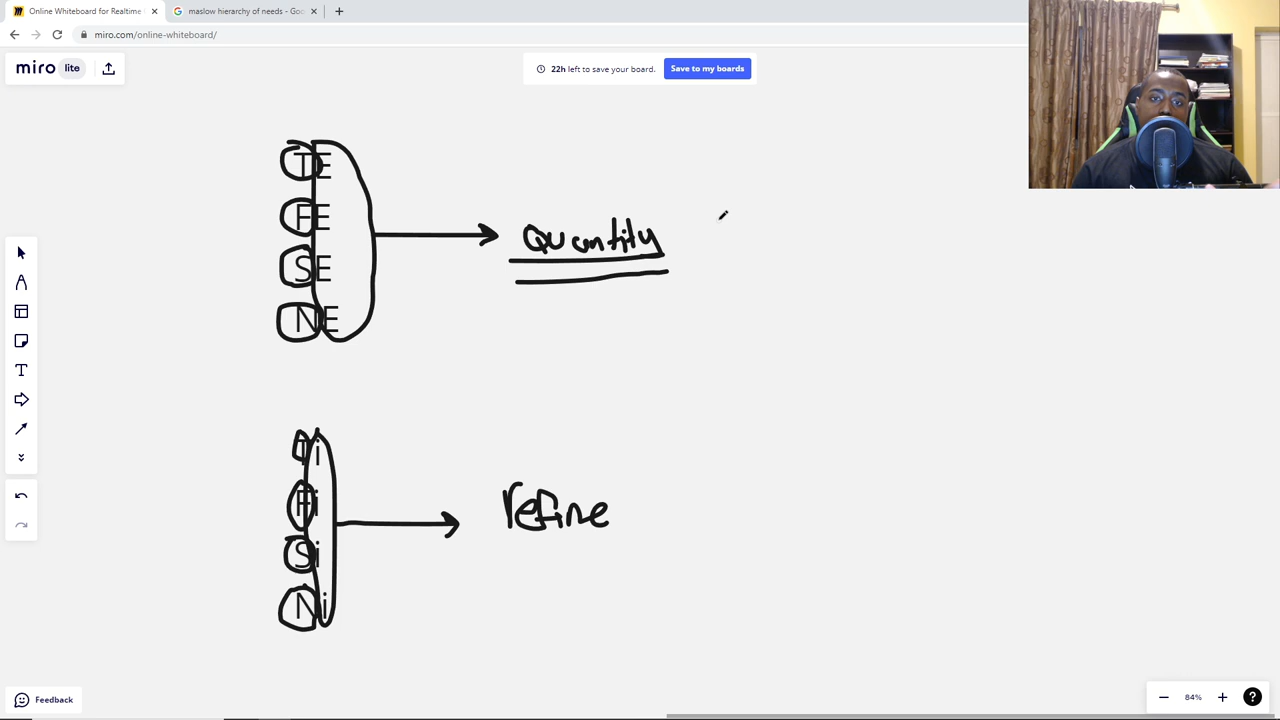 Online Whiteboard for Realtime
maslow hierarchy of needs - Goo
miro.com/online-whiteboard/
miro lite
22h left to save your board.
Save to my boards
TE
FE
SE
NE
Quantity
Ti
Fi
Si
Ni
refine
T
Feedback
84%
?